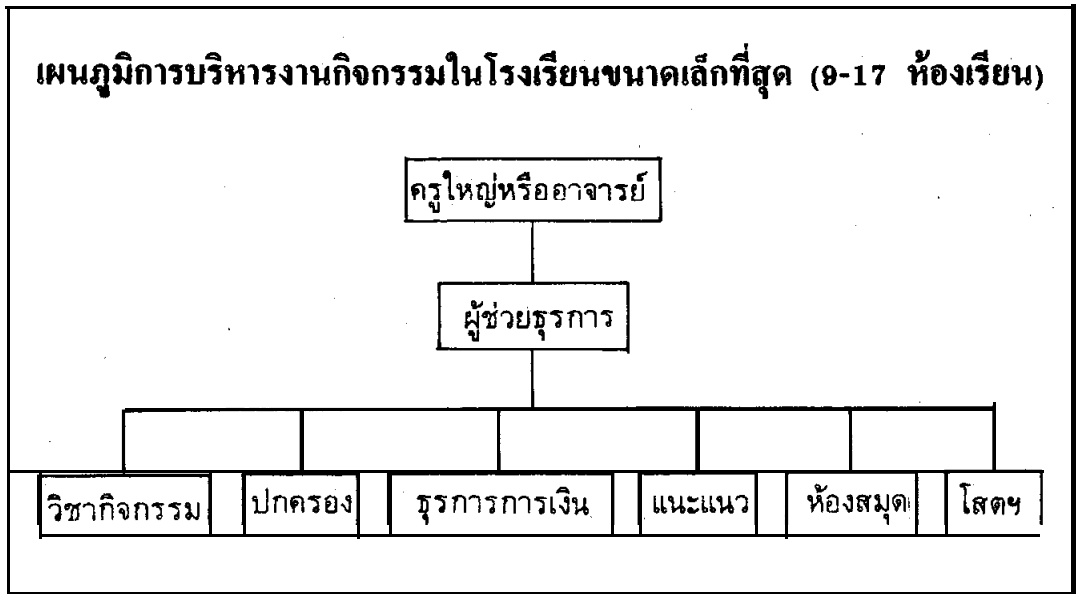 แผนภูมิการบริหารงานกิจกรรมในโรงเรียนขนาดเล็กที่สุด (9-17 ห้องเรียน)
ครูใหญ่หรืออาจารย์
ผู้ช่วยธุรการ
วิชากิจกรรม ปกครอง ธุรการการเงิน แนะแนว ห้องสมุด โสตฯ